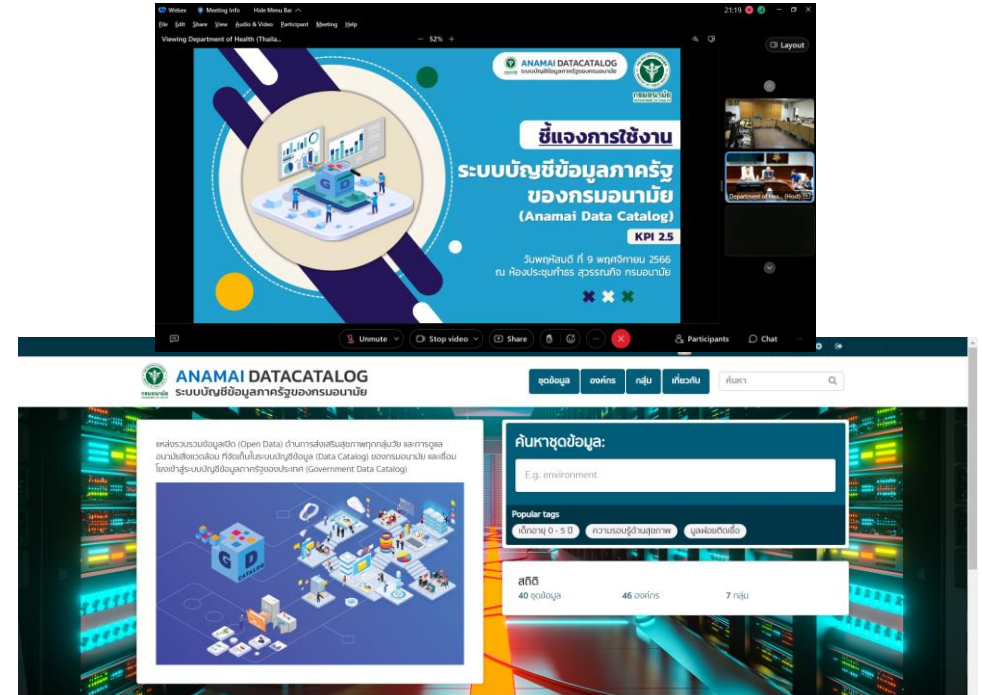 Webex
Meeting Info
Hide Menu Bar
21:19
File Edit Share View Audio & Video Participant Meeting Help
Viewing Department of Health (Thaila...
52%
Layout
ANAMAI DATACATALOG
ระบบบัญชีข้อมูลภาครัฐของกรมอนามัย
กรมอนามัย
ชี้แจงการใช้งาน
ระบบบัญชีข้อมูลภาครัฐ
ของกรมอนามัย
(Anamai Data Catalog)
KPI 2.5
วันพฤหัสบดี ที่ 9 พฤศจิกายน 2566
ณ ห้องประชุมกำธร สุวรรณกิจ กรมอนามัย
G D
Department of Hea... (Host)
Unmute
Stop video
Share
Participants
Chat
ANAMAI DATACATALOG
ระบบบัญชีข้อมูลภาครัฐของกรมอนามัย
ชุดข้อมูล องค์กร กลุ่ม เกี่ยวกับ
ค้นหา
แหล่งรวบรวมข้อมูลเปิด (Open Data) ด้านการส่งเสริมสุขภาพทุกกลุ่มวัย และการดูแล
อนามัยสิ่งแวดล้อม ที่จัดเก็บในระบบบัญชีข้อมูล (Data Catalog) ของกรมอนามัย และเชื่อม
โยงเข้าสู่ระบบบัญชีข้อมูลภาครัฐของประเทศ (Government Data Catalog)
G D
CATALOG
ค้นหาชุดข้อมูล:
E.g. environment
Popular tags
เด็กอายุ 0 - 5 ปี
ความรอบรู้ด้านสุขภาพ
มูลฝอยติดเชื้อ
สถิติ
40 ชุดข้อมูล
46 องค์กร
7 กลุ่ม